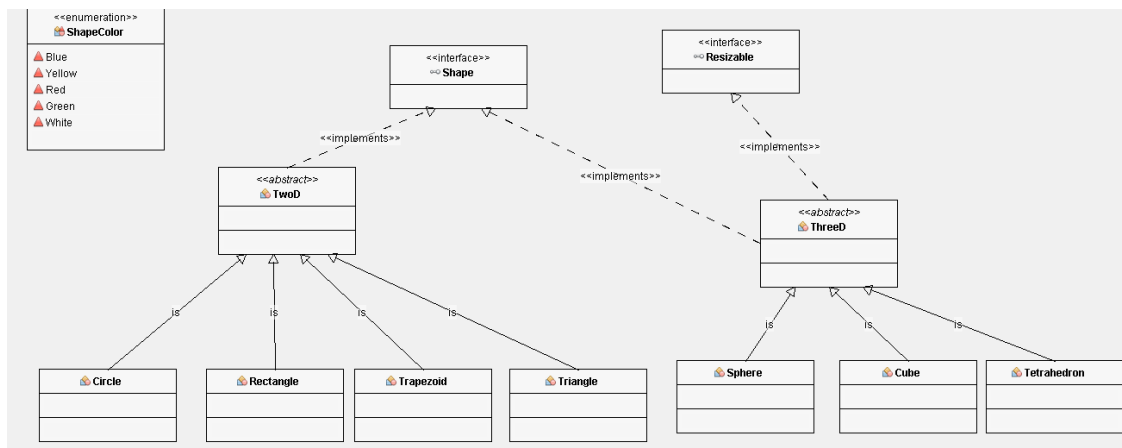 <<enumeration>>
ShapeColor
Blue
Yellow
Red
Green
White
<<interface>>
Shape
<<interface>>
Resizable
<<implements>>
<<implements>>
<<implements>>
<<abstract>>
TwoD
<<abstract>>
ThreeD
is
is
is
is
is
is
is
Circle
Rectangle
Trapezoid
Triangle
Sphere
Cube
Tetrahedron